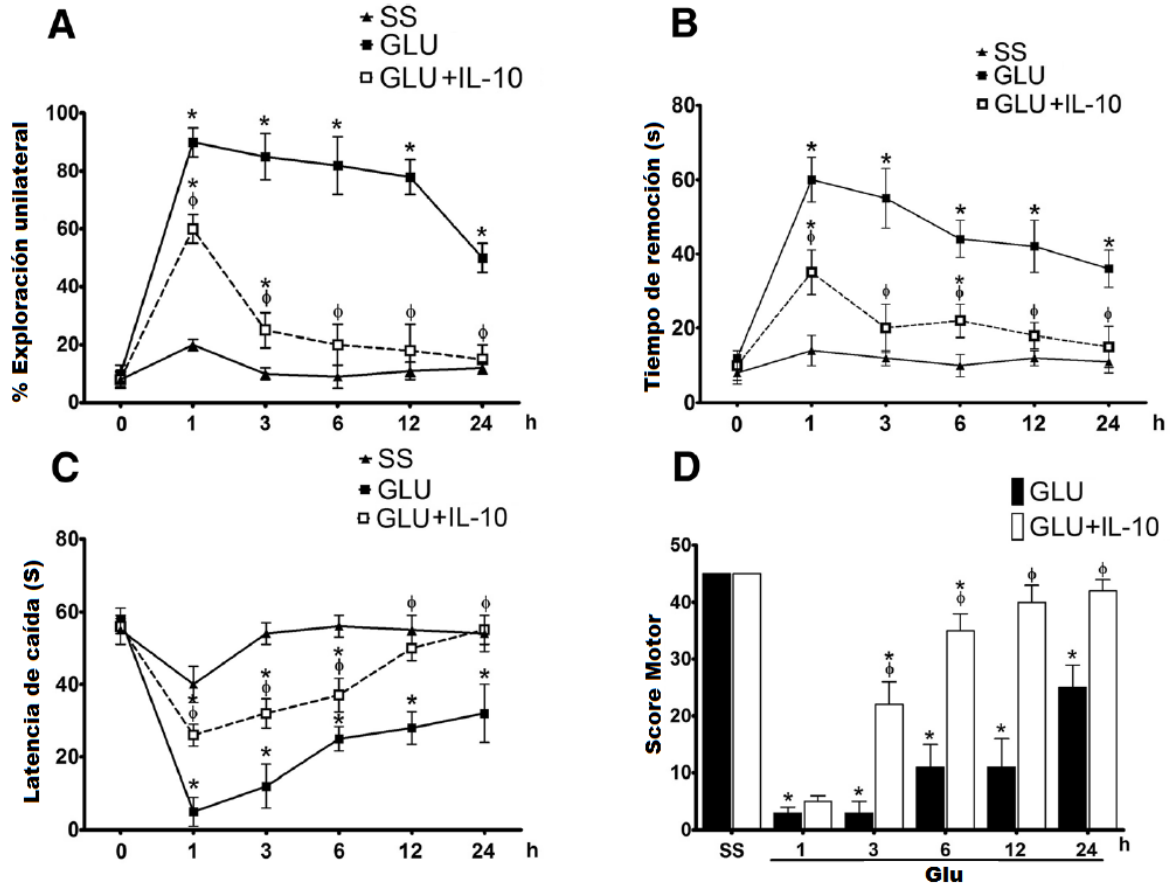 A
SS
GLU
GLU+IL-10
% Exploración unilateral
100
80
60
40
20
0
* * * * *
* ϕ * ϕ ϕ ϕ ϕ
0 1 3 6 12 24 h
B
SS
GLU
GLU+IL-10
Tiempo de remoción (s)
80
60
40
20
0
* * * * *
* ϕ ϕ * ϕ ϕ ϕ
0 1 3 6 12 24 h
C
SS
GLU
GLU+IL-10
Latencia de caída (s)
80
60
40
20
0
* ϕ * ϕ * ϕ ϕ ϕ
* * * * *
0 1 3 6 12 24 h
D
GLU
GLU+IL-10
Score Motor
50
40
30
20
10
0
* * * ϕ * * ϕ * ϕ * ϕ
SS 1 3 6 12 24 h
Glu